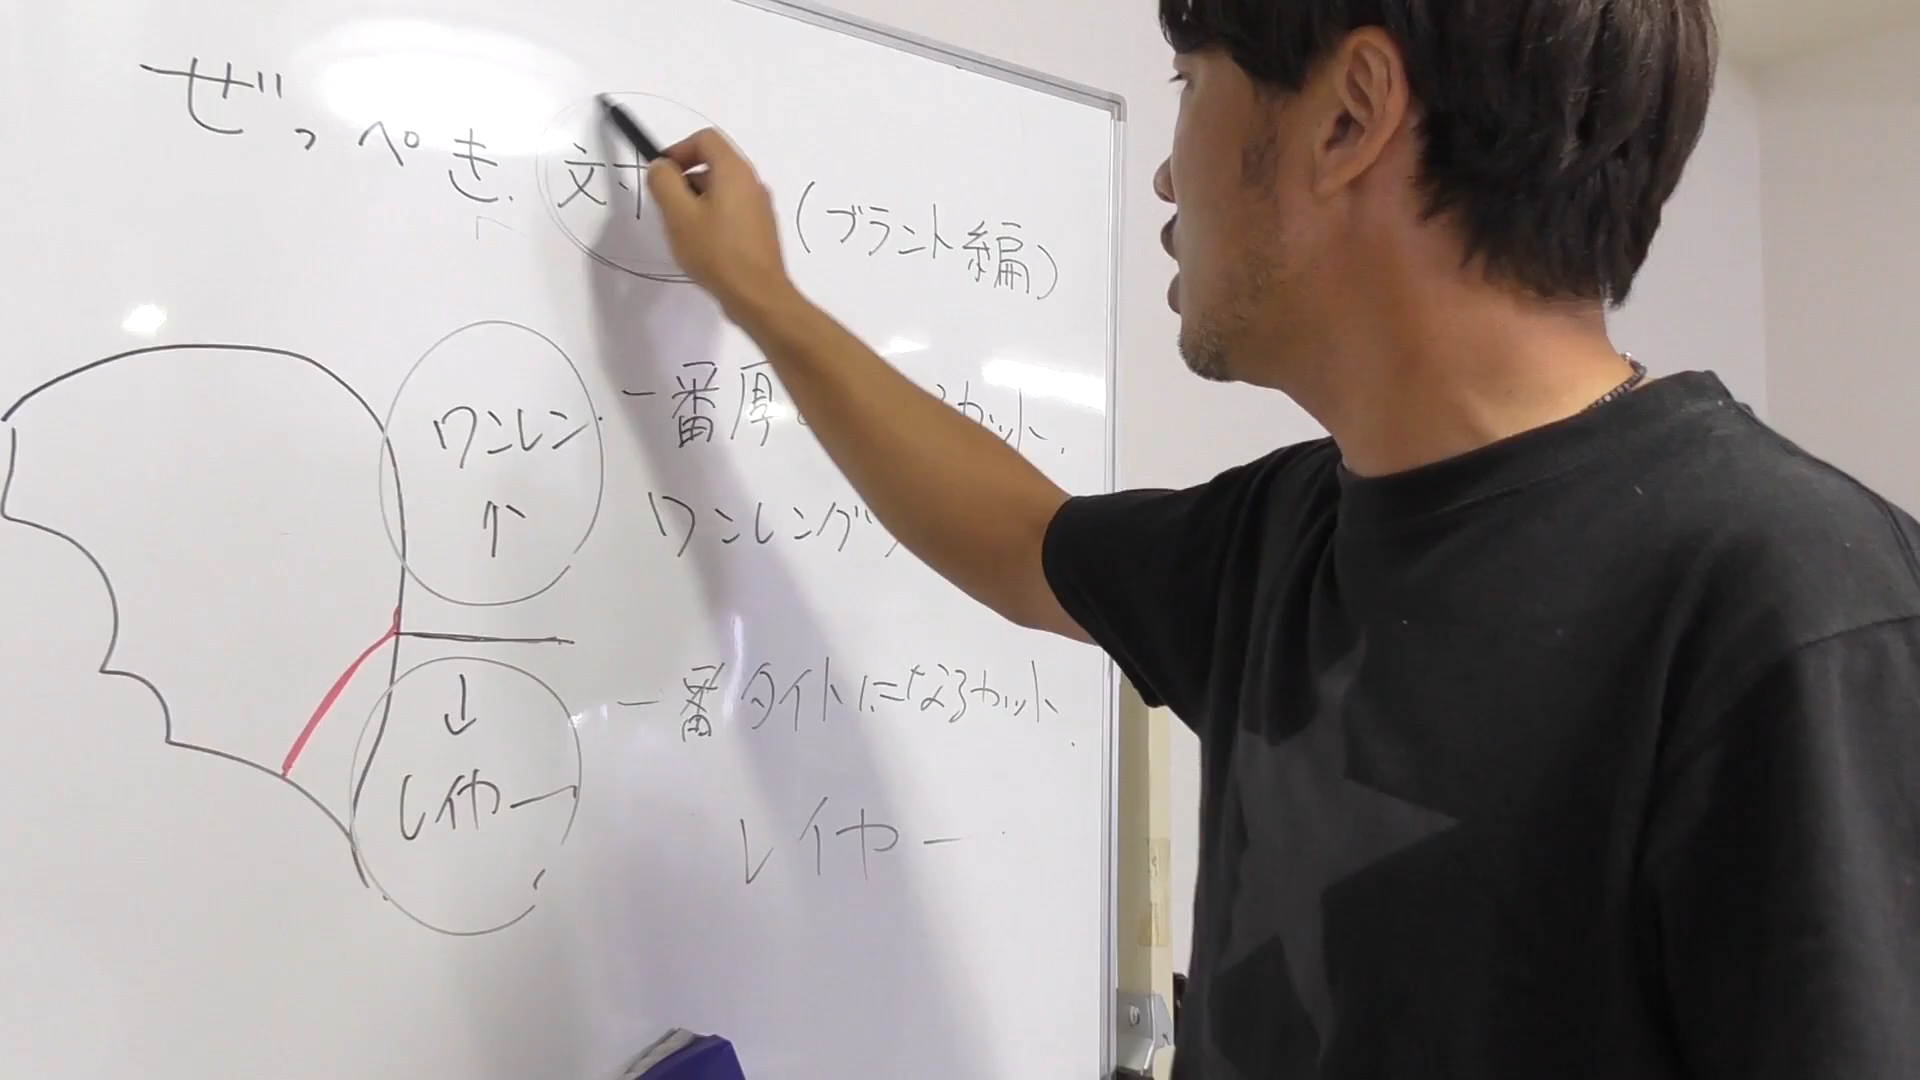 ぜっぺき対
(ブラント編)
ワンレン
↑
一番厚 るカット.
ワンレング
↓
レイヤー
一番タイトになるカット
レイヤー